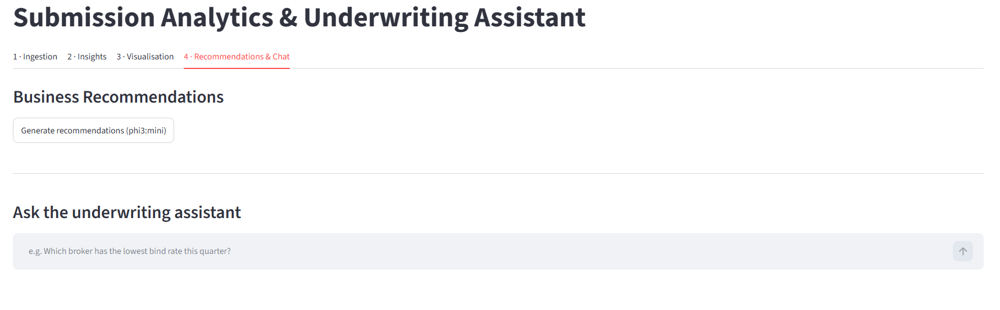 Submission Analytics & Underwriting Assistant
1 · Ingestion 2 · Insights 3 · Visualisation 4 · Recommendations & Chat
Business Recommendations
Generate recommendations (phi3:mini)
Ask the underwriting assistant
e.g. Which broker has the lowest bind rate this quarter?